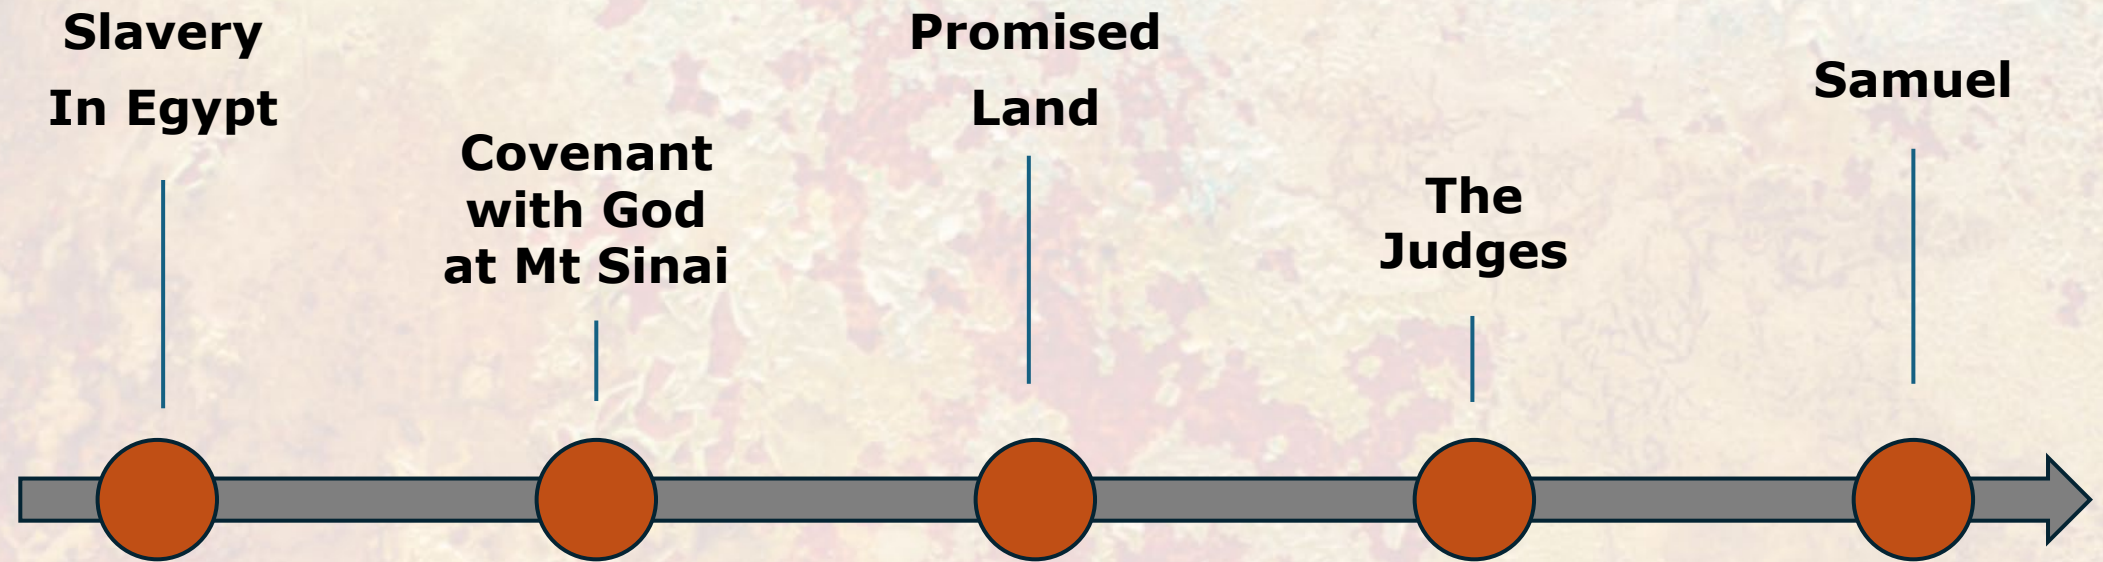 Slavery
In Egypt
Covenant
with God
at Mt Sinai
Promised
Land
The
Judges
Samuel